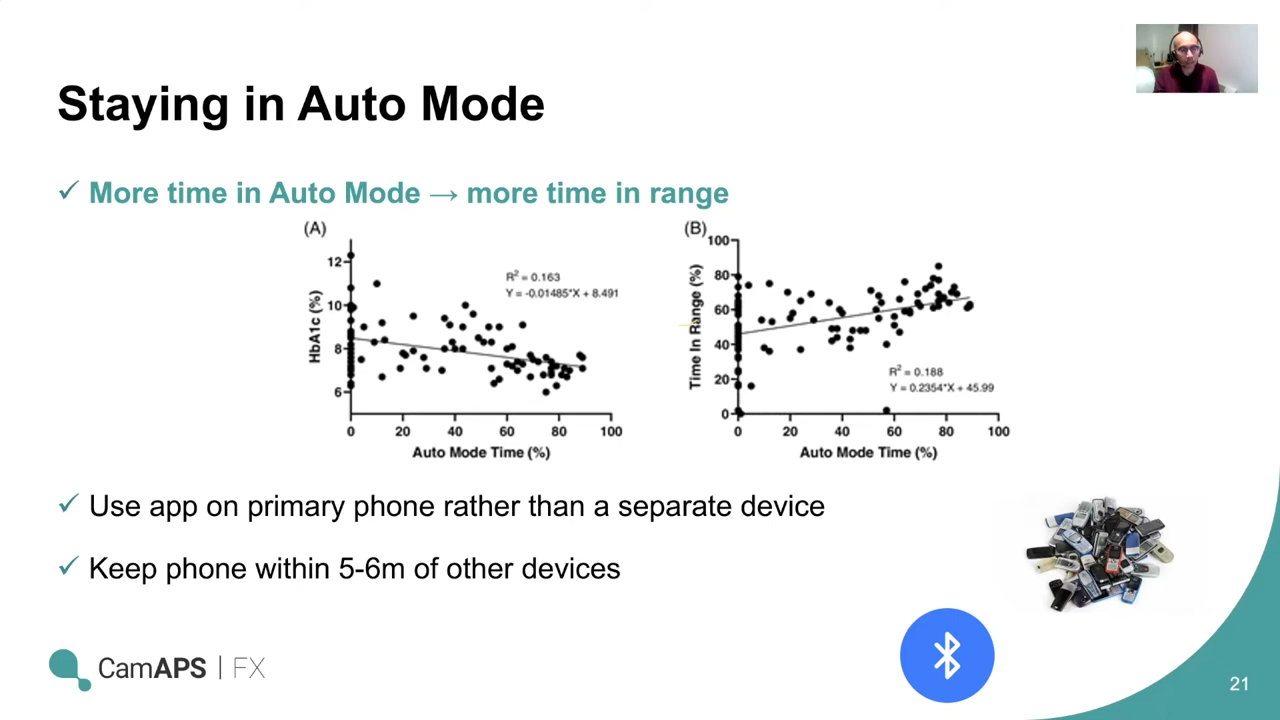 Staying in Auto Mode
✓ More time in Auto Mode → more time in range
(A)
12
10
8
6
HbA1c (%)
R² = 0.163
Y = -0.01485*X + 8.491
0 20 40 60 80 100
Auto Mode Time (%)
(B)
100
80
60
40
20
0
Time In Range (%)
R² = 0.188
Y = 0.2354*X + 45.99
0 20 40 60 80 100
Auto Mode Time (%)
✓ Use app on primary phone rather than a separate device
✓ Keep phone within 5-6m of other devices
CamAPS | FX
21